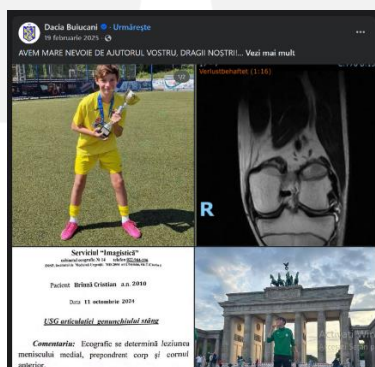 Dacia Buiucani · Urmărește
19 februarie 2025 ·
AVEM MARE NEVOIE DE AJUTORUL VOSTRU, DRAGII NOȘTRI!... Vezi mai mult
Verlustbehaftet (1:16)
R
Serviciul "Imagistică"
Pacient Brînză Cristian a.n 2010
Data 11 octombrie 2024
USG articulației genunchiului stâng
Comentariu: Ecografic se determină leziunea
meniscului medial, preponderent corp și cornul
anterior.